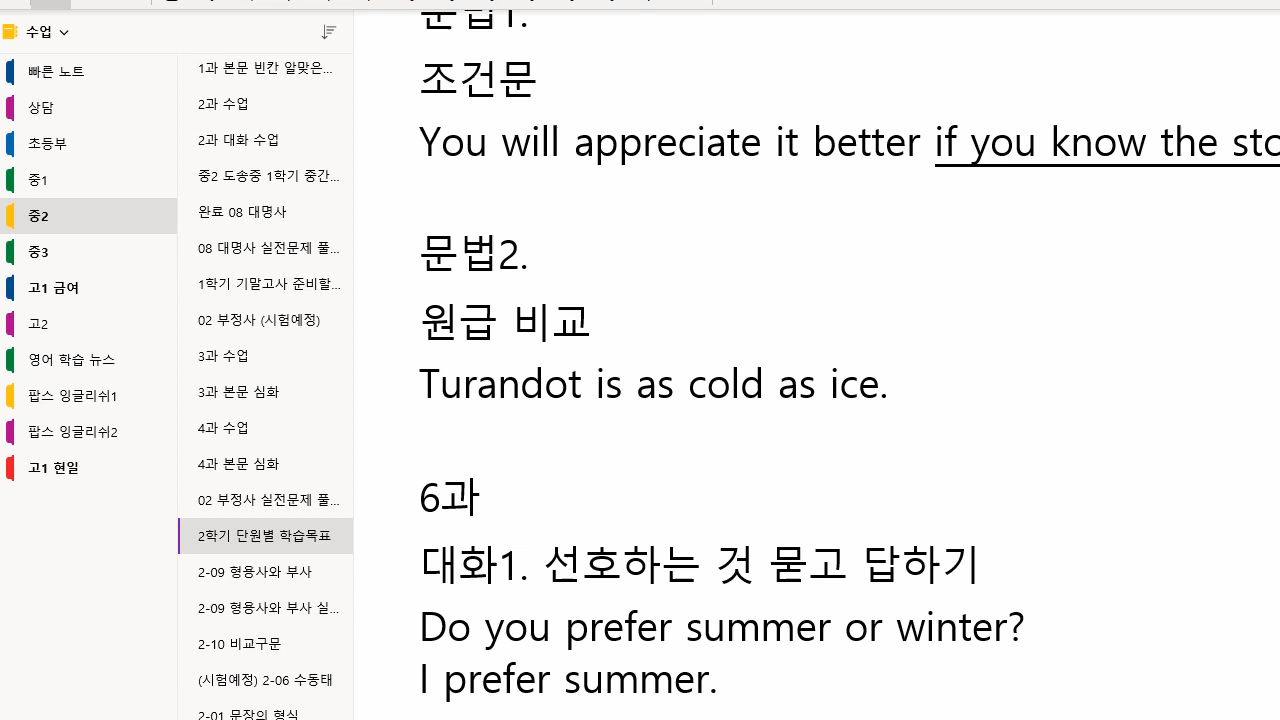 수업
빠른 노트
상담
초등부
중1
중2
중3
고1 금여
고2
영어 학습 뉴스
팝스 잉글리쉬1
팝스 잉글리쉬2
고1 현일
1과 본문 빈칸 알맞은...
2과 수업
2과 대화 수업
중2 도송중 1학기 중간...
완료 08 대명사
08 대명사 실전문제 풀...
1학기 기말고사 준비할...
02 부정사 (시험예정)
3과 수업
3과 본문 심화
4과 수업
4과 본문 심화
02 부정사 실전문제 풀...
2학기 단원별 학습목표
2-09 형용사와 부사
2-09 형용사와 부사 실...
2-10 비교구문
(시험예정) 2-06 수동태
2-01 문장의 형식
문법1.
조건문
You will appreciate it better if you know the sto
문법2.
원급 비교
Turandot is as cold as ice.
6과
대화1. 선호하는 것 묻고 답하기
Do you prefer summer or winter?
I prefer summer.